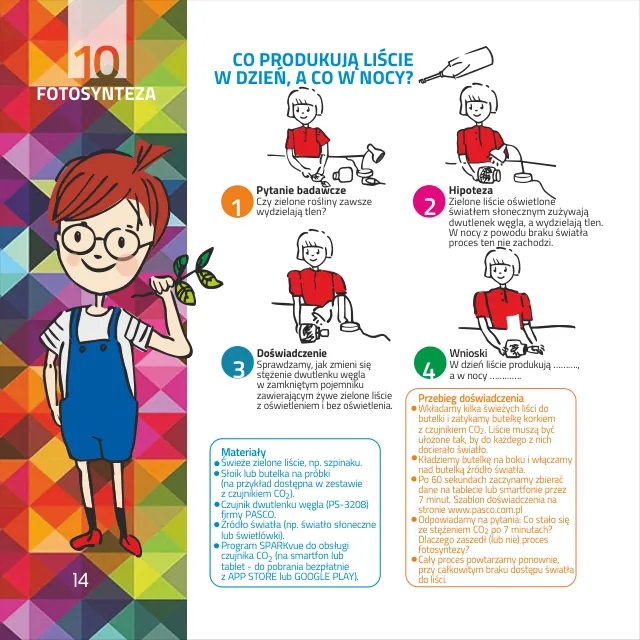 10
FOTOSYNTEZA
CO PRODUKUJĄ LIŚCIE
W DZIEŃ, A CO W NOCY?
1
Pytanie badawcze
Czy zielone rośliny zawsze
wydzielają tlen?
2
Hipoteza
Zielone liście oświetlone
światłem słonecznym zużywają
dwutlenek węgla, a wydzielają tlen.
W nocy z powodu braku światła
proces ten nie zachodzi.
3
Doświadczenie
Sprawdzamy, jak zmieni się
stężenie dwutlenku węgla
w zamkniętym pojemniku
zawierającym żywe zielone liście
z oświetleniem i bez oświetlenia.
4
Wnioski
W dzień liście produkują ..........,
a w nocy .............
Materiały
Świeże zielone liście, np. szpinaku.
Słoik lub butelka na próbki
(na przykład dostępna w zestawie
z czujnikiem CO₂).
Czujnik dwutlenku węgla (PS-3208)
firmy PASCO.
Źródło światła (np. światło słoneczne
lub świetlówki).
Program SPARKvue do obsługi
czujnika CO₂ (na smartfon lub
tablet - do pobrania bezpłatnie
z APP STORE lub GOOGLE PLAY).
Przebieg doświadczenia
Wkładamy kilka świeżych liści do
butelki i zatykamy butelkę korkiem
z czujnikiem CO₂. Liście muszą być
ułożone tak, by do każdego z nich
docierało światło.
Kładziemy butelkę na boku i włączamy
nad butelką źródło światła.
Po 60 sekundach zaczynamy zbierać
dane na tablecie lub smartfonie przez
7 minut. Szablon doświadczenia na
stronie www.pasco.com.pl
Odpowiadamy na pytania: Co stało się
ze stężeniem CO₂ po 7 minutach?
Dlaczego zaszedł (lub nie) proces
fotosyntezy?
Cały proces powtarzamy ponownie,
przy całkowitym braku dostępu światła
do liści.
14